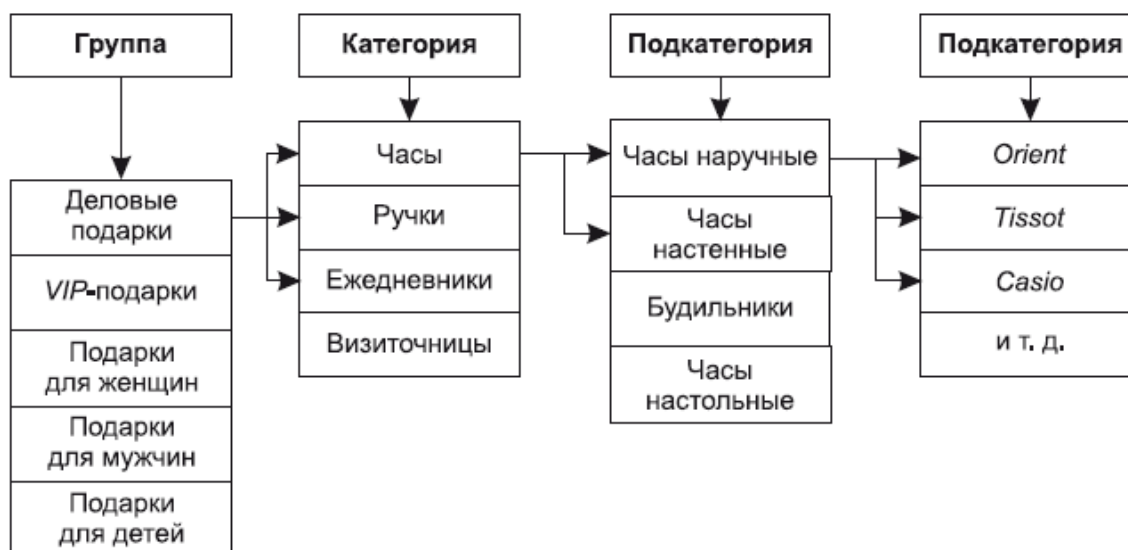 Группа
Категория
Подкатегория
Подкатегория
Деловые
подарки
VIP-подарки
Подарки
для женщин
Подарки
для мужчин
Подарки
для детей
Часы
Ручки
Ежедневники
Визиточницы
Часы наручные
Часы
настенные
Будильники
Часы
настольные
Orient
Tissot
Casio
и т. д.